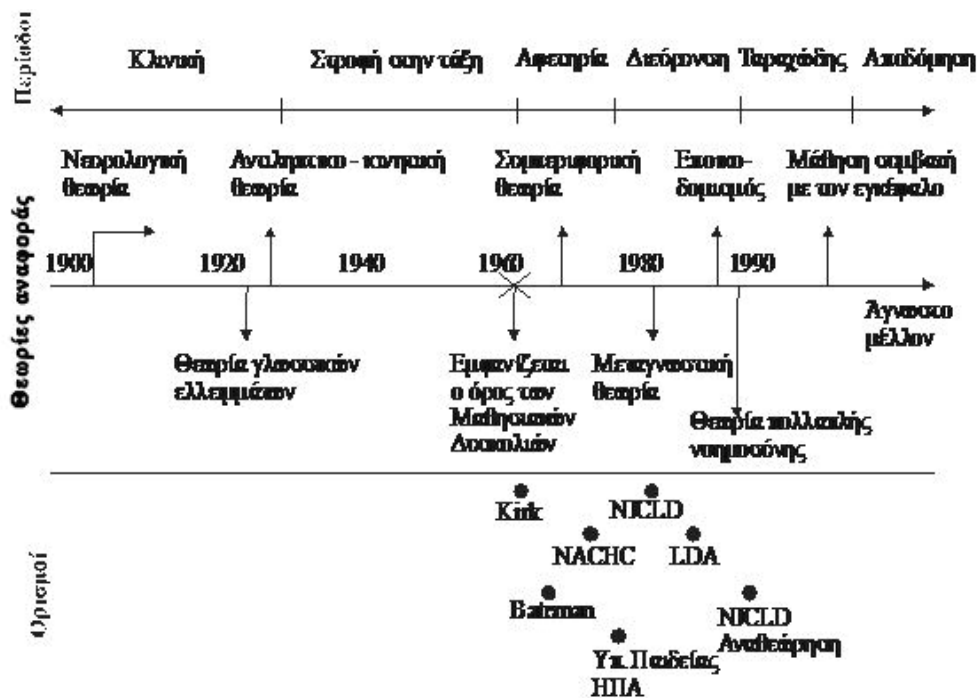 Περίοδοι
Κλινική
Στροφή στην τάξη
Αφετηρία
Διεύρυνση
Ταραχώδης
Αποδόμηση
Θεωρίες αναφοράς
Νευρολογική
θεωρία
Αντιληπτικο - κινητική
θεωρία
Συμπεριφορική
θεωρία
Εποικο-
δομισμός
Μάθηση συμβατή
με τον εγκέφαλο
1900
1920
1940
1960
1980
1990
Άγνωστο
μέλλον
Θεωρία γλωσσικών
ελλειμμάτων
Εμφανίζεται
ο όρος των
Μαθησιακών
Δυσκολιών
Μεταγνωστική
θεωρία
Θεωρία πολλαπλής
νοημοσύνης
Ορισμοί
Kirk
NJCLD
NACHC
LDA
Bateman
NJCLD
Αναθεώρηση
Υπ. Παιδείας
ΗΠΑ